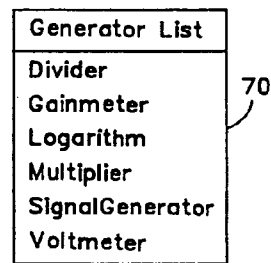 Generator List
Divider
Gainmeter
Logarithm
Multiplier
SignalGenerator
Voltmeter
70